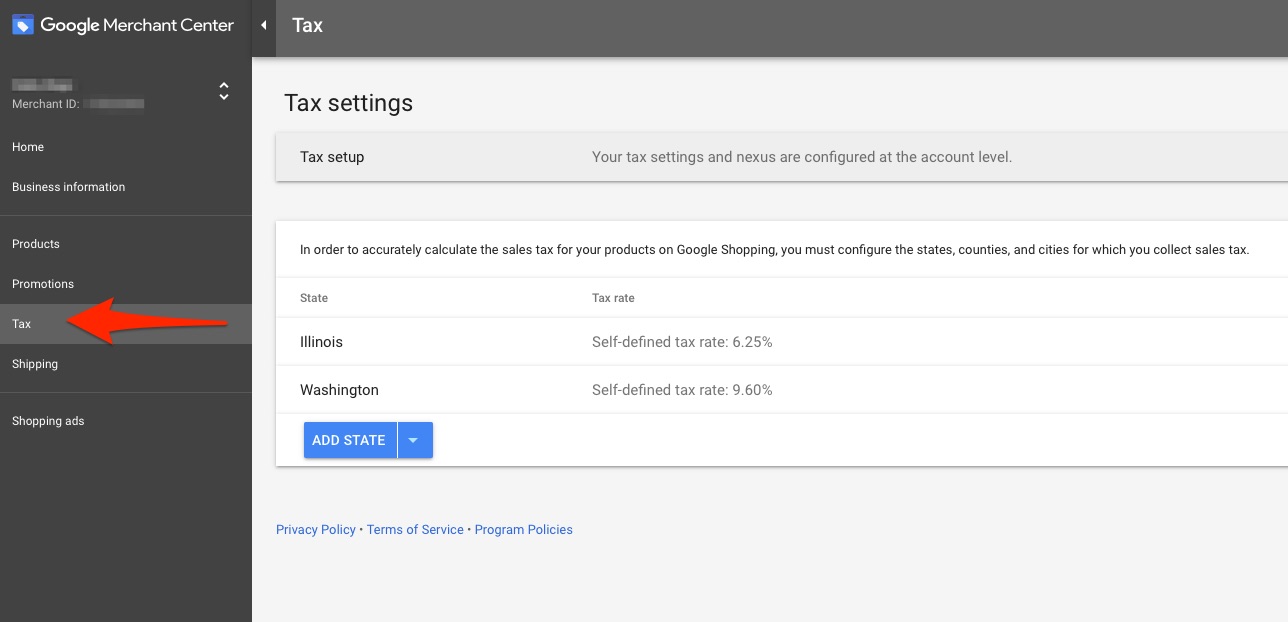 Google Merchant Center
Tax
Merchant ID:
Home
Business information
Products
Promotions
Tax
Shipping
Shopping ads
Tax settings
Tax setup Your tax settings and nexus are configured at the account level.
In order to accurately calculate the sales tax for your products on Google Shopping, you must configure the states, counties, and cities for which you collect sales tax.
State Tax rate
Illinois Self-defined tax rate: 6.25%
Washington Self-defined tax rate: 9.60%
ADD STATE
Privacy Policy • Terms of Service • Program Policies